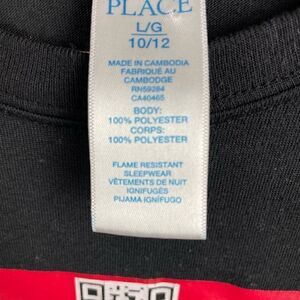 PLACE
L/G
10/12
MADE IN CAMBODIA
FABRIQUÉ AU
CAMBODGE
RN59284
CA40465
BODY:
100% POLYESTER
CORPS:
100% POLYESTER
FLAME RESISTANT
SLEEPWEAR
VÊTEMENTS DE NUIT
IGNIFUGÉS
PIJAMA IGNÍFUGO